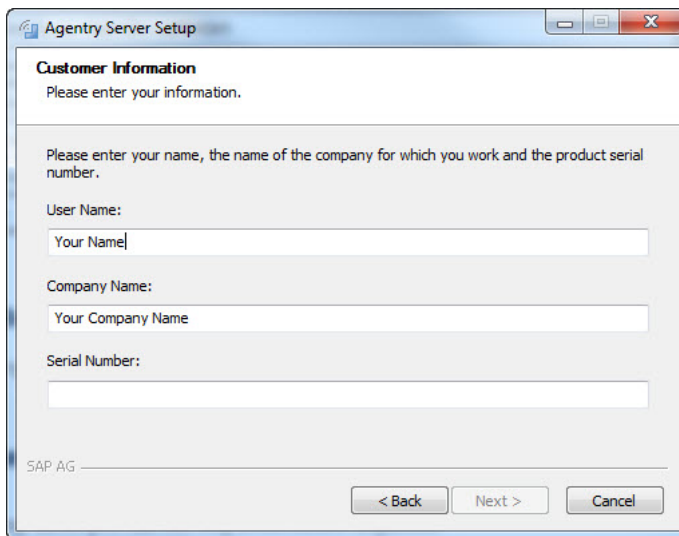 Agentry Server Setup
Customer Information
Please enter your information.
Please enter your name, the name of the company for which you work and the product serial
number.
User Name:
Your Name
Company Name:
Your Company Name
Serial Number:
SAP AG
< Back Next > Cancel